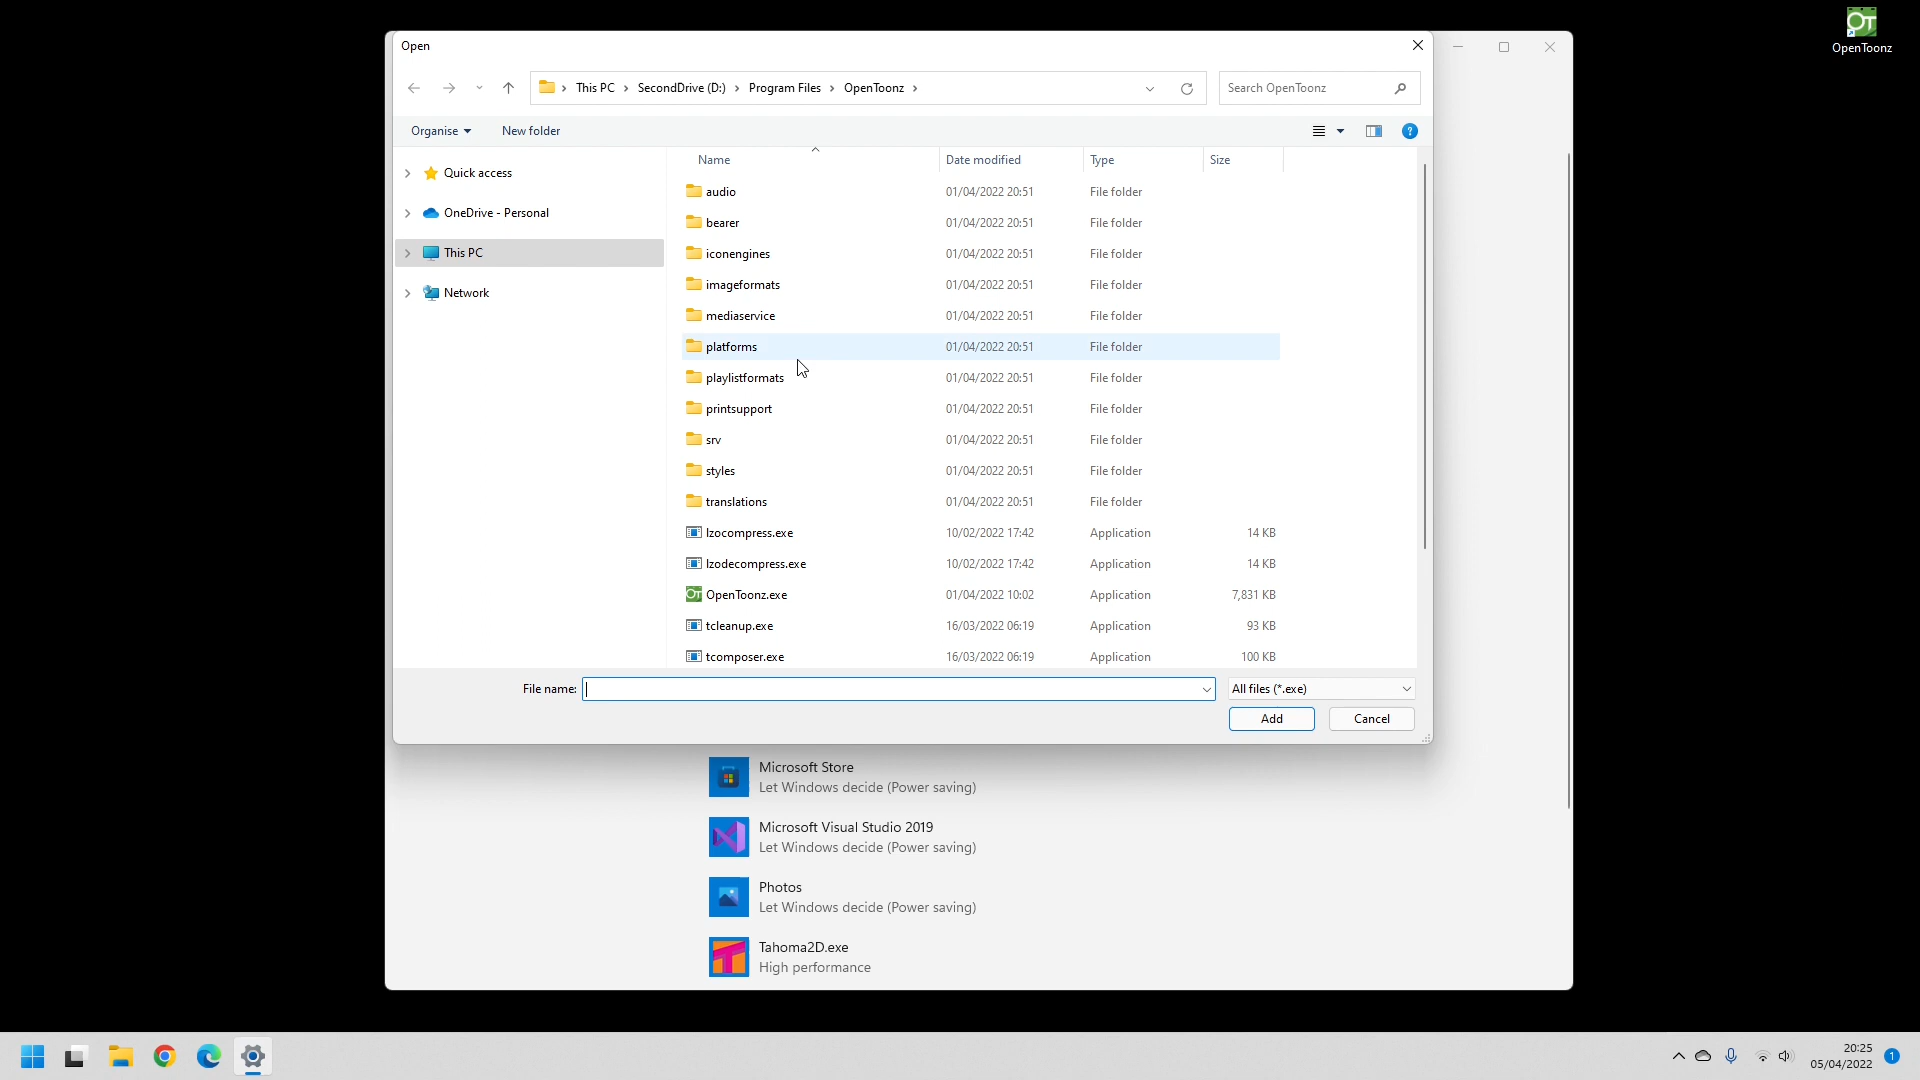 OpenToonz
Open
This PC > SecondDrive (D:) > Program Files > OpenToonz >
Search OpenToonz
Organise
New folder
Quick access
OneDrive - Personal
This PC
Network
Name Date modified Type Size
audio 01/04/2022 20:51 File folder
bearer 01/04/2022 20:51 File folder
iconengines 01/04/2022 20:51 File folder
imageformats 01/04/2022 20:51 File folder
mediaservice 01/04/2022 20:51 File folder
platforms 01/04/2022 20:51 File folder
playlistformats 01/04/2022 20:51 File folder
printsupport 01/04/2022 20:51 File folder
srv 01/04/2022 20:51 File folder
styles 01/04/2022 20:51 File folder
translations 01/04/2022 20:51 File folder
lzocompress.exe 10/02/2022 17:42 Application 14 KB
lzodecompress.exe 10/02/2022 17:42 Application 14 KB
OpenToonz.exe 01/04/2022 10:02 Application 7,831 KB
tcleanup.exe 16/03/2022 06:19 Application 93 KB
tcomposer.exe 16/03/2022 06:19 Application 100 KB
File name:
All files (*.exe)
Add
Cancel
Microsoft Store
Let Windows decide (Power saving)
Microsoft Visual Studio 2019
Let Windows decide (Power saving)
Photos
Let Windows decide (Power saving)
Tahoma2D.exe
High performance
20:25
05/04/2022
1